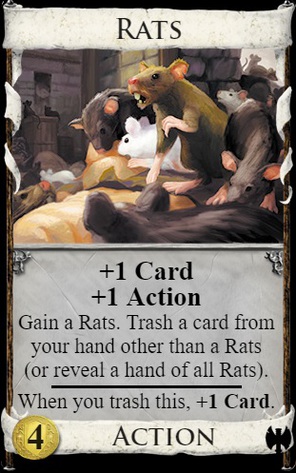 RATS
+1 Card
+1 Action
Gain a Rats. Trash a card from
your hand other than a Rats
(or reveal a hand of all Rats).
When you trash this, +1 Card.
4
ACTION